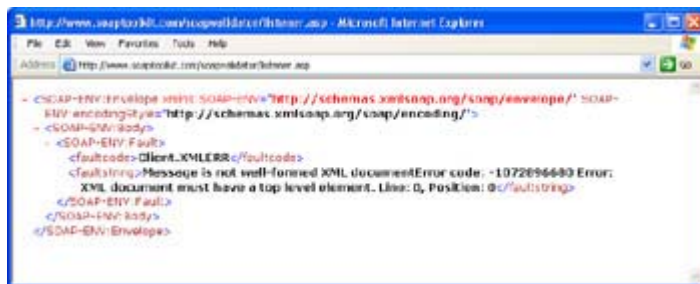 http://www.soaptoolkit.com/soapvalidator/listener.asp - Microsoft Internet Explorer
File Edit View Favorites Tools Help
Address http://www.soaptoolkit.com/soapvalidator/listener.asp Go
- <SOAP-ENV:Envelope xmlns:SOAP-ENV="http://schemas.xmlsoap.org/soap/envelope/" SOAP-
ENV:encodingStyle="http://schemas.xmlsoap.org/soap/encoding/">
- <SOAP-ENV:Body>
- <SOAP-ENV:Fault>
<faultcode>Client.XMLERR</faultcode>
<faultstring>Message is not well-formed XML documentError code: -1072896680 Error:
XML document must have a top level element. Line: 0, Position: 0</faultstring>
</SOAP-ENV:Fault>
</SOAP-ENV:Body>
</SOAP-ENV:Envelope>